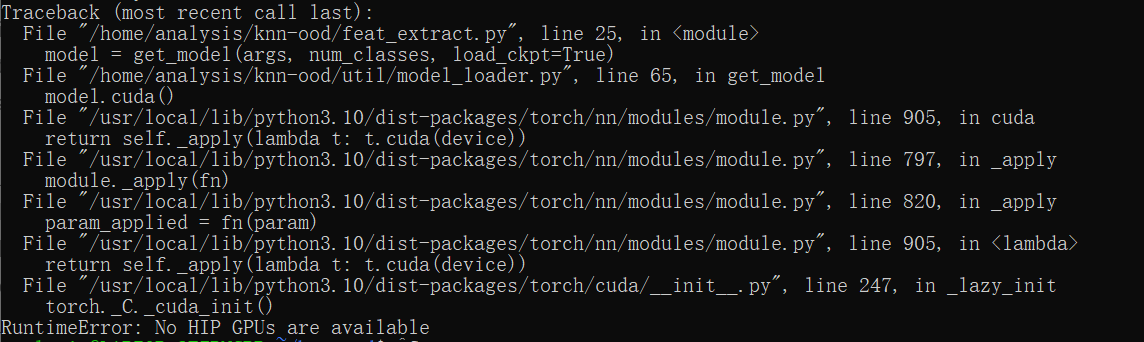 Traceback (most recent call last):
  File "/home/analysis/knn-ood/feat_extract.py", line 25, in <module>
    model = get_model(args, num_classes, load_ckpt=True)
  File "/home/analysis/knn-ood/util/model_loader.py", line 65, in get_model
    model.cuda()
  File "/usr/local/lib/python3.10/dist-packages/torch/nn/modules/module.py", line 905, in cuda
    return self._apply(lambda t: t.cuda(device))
  File "/usr/local/lib/python3.10/dist-packages/torch/nn/modules/module.py", line 797, in _apply
    module._apply(fn)
  File "/usr/local/lib/python3.10/dist-packages/torch/nn/modules/module.py", line 820, in _apply
    param_applied = fn(param)
  File "/usr/local/lib/python3.10/dist-packages/torch/nn/modules/module.py", line 905, in <lambda>
    return self._apply(lambda t: t.cuda(device))
  File "/usr/local/lib/python3.10/dist-packages/torch/cuda/__init__.py", line 247, in _lazy_init
    torch._C._cuda_init()
RuntimeError: No HIP GPUs are available